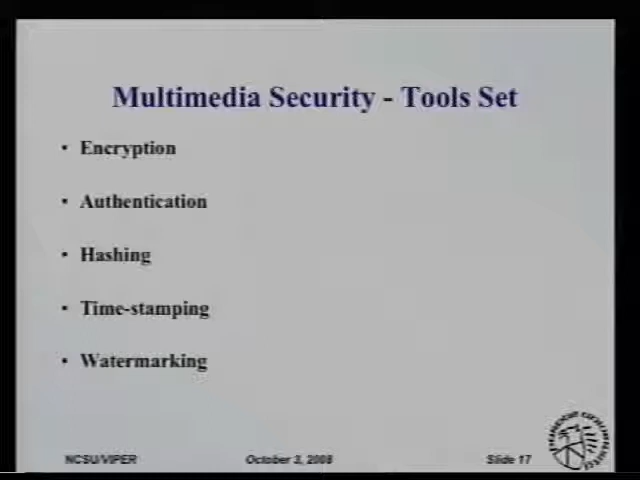 Multimedia Security - Tools Set
• Encryption
• Authentication
• Hashing
• Time-stamping
• Watermarking
NCSU/VIPER October 3, 2008 Slide 17